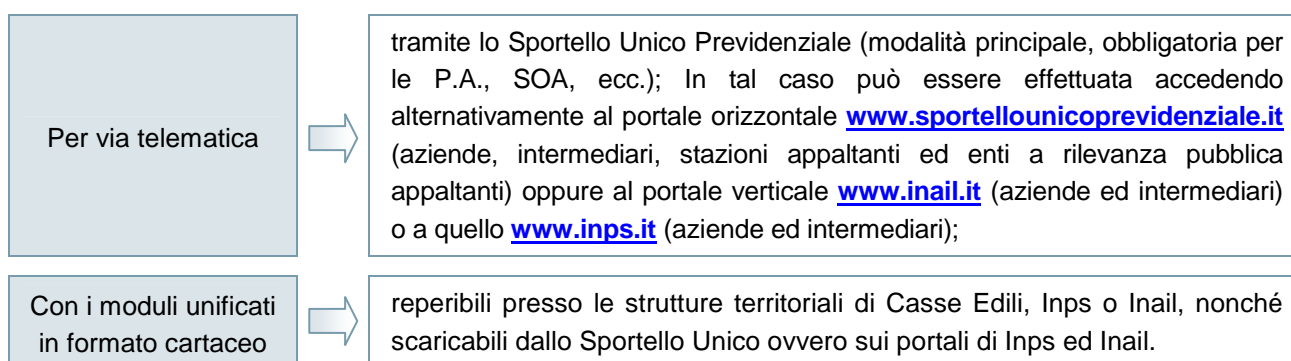 Per via telematica
tramite lo Sportello Unico Previdenziale (modalità principale, obbligatoria per
le P.A., SOA, ecc.); In tal caso può essere effettuata accedendo
alternativamente al portale orizzontale www.sportellounicoprevidenziale.it
(aziende, intermediari, stazioni appaltanti ed enti a rilevanza pubblica
appaltanti) oppure al portale verticale www.inail.it (aziende ed intermediari)
o a quello www.inps.it (aziende ed intermediari);
Con i moduli unificati
in formato cartaceo
reperibili presso le strutture territoriali di Casse Edili, Inps o Inail, nonché
scaricabili dallo Sportello Unico ovvero sui portali di Inps ed Inail.